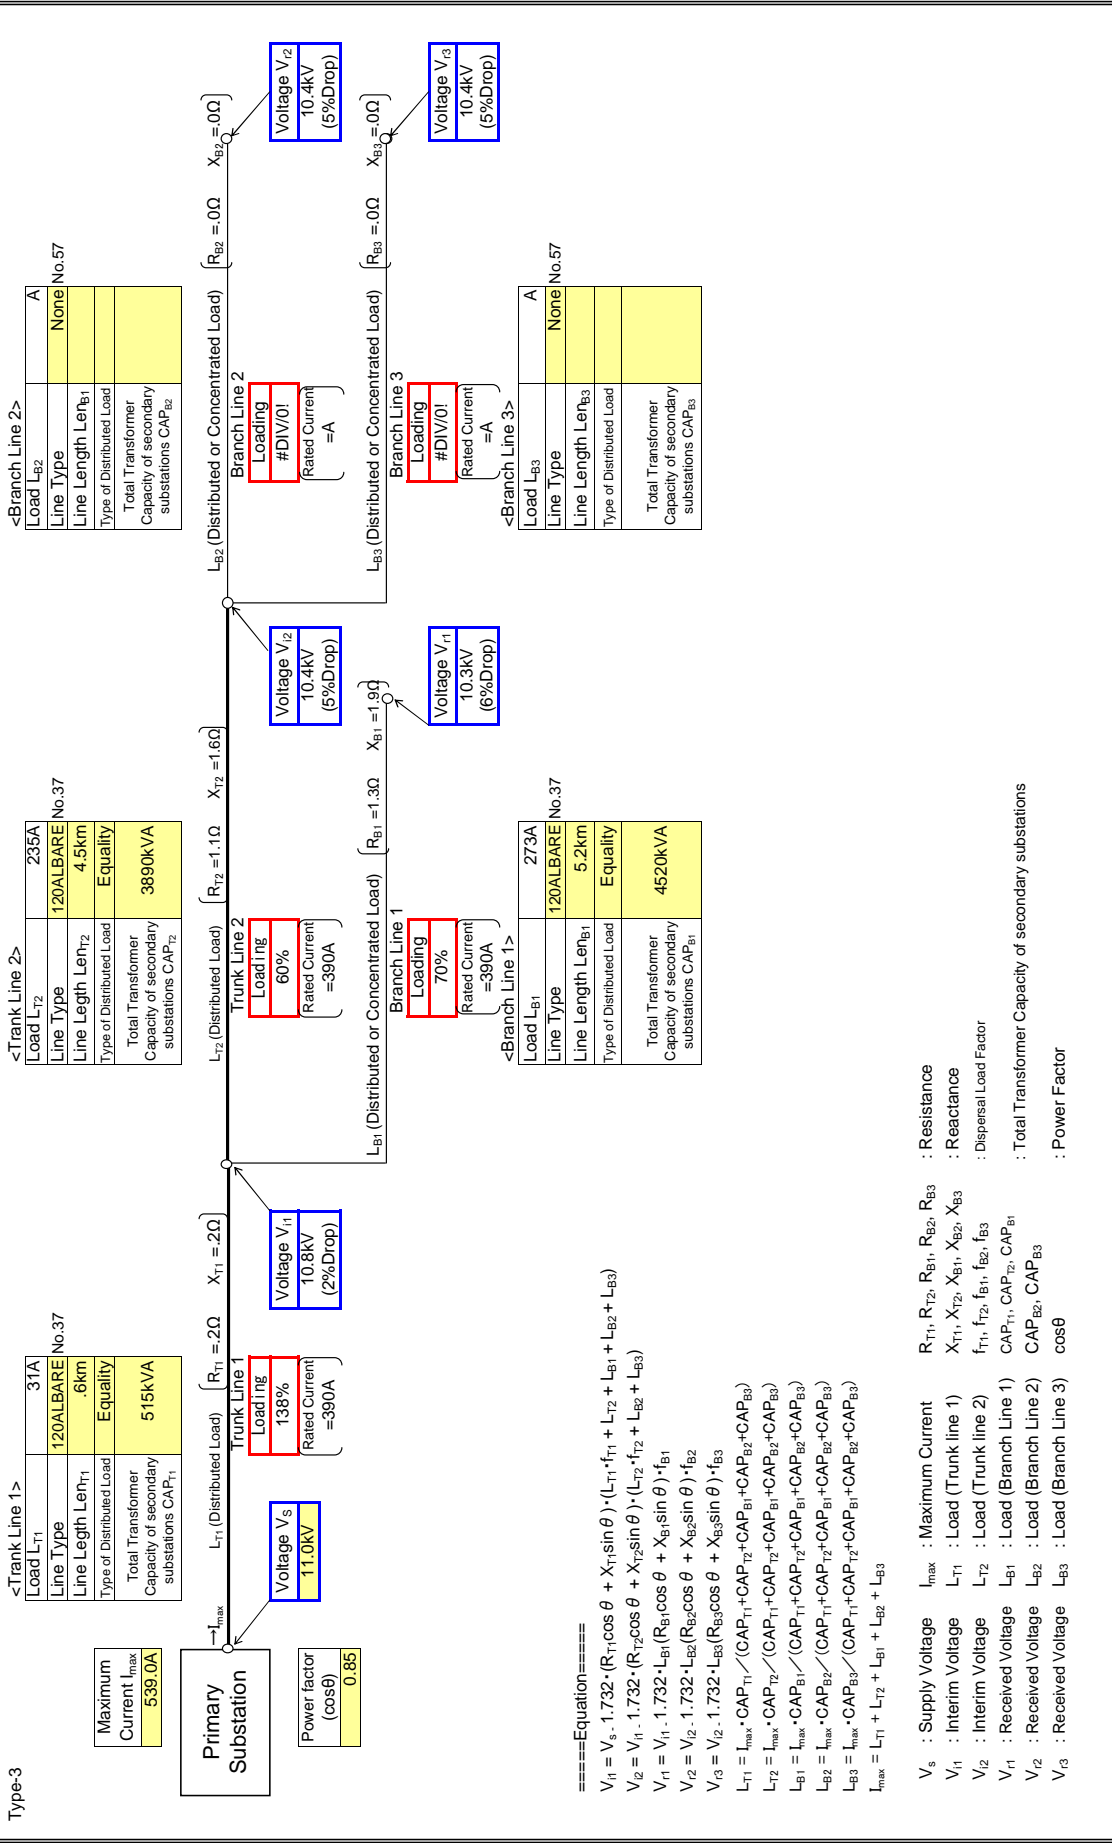 Type-3
Maximum
Current Imax
539.0A
Primary
Substation
Power factor
(cosθ)
0.85
→Imax
Voltage VS
11.0kV
<Trank Line 1>
Load LT1 31A
Line Type 120ALBARE No.37
Line Legth LenT1 .6km
Type of Distributed Load Equality
Total Transformer
Capacity of secondary
substations CAPT1
515kVA
LT1 (Distributed Load)
RT1 =.2Ω XT1 =.2Ω
Trunk Line 1
Loading
138%
Rated Current
=390A
Voltage Vi1
10.8kV
(2%Drop)
<Trank Line 2>
Load LT2 235A
Line Type 120ALBARE No.37
Line Length LenT2 4.5km
Type of Distributed Load Equality
Total Transformer
Capacity of secondary
substations CAPT2
3890kVA
LT2 (Distributed Load)
RT2 =1.1Ω XT2 =1.6Ω
Trunk Line 2
Loading
60%
Rated Current
=390A
Voltage Vi2
10.4kV
(5%Drop)
LB1 (Distributed or Concentrated Load)
RB1 =1.3Ω XB1 =1.9Ω
Branch Line 1
Loading
70%
Rated Current
=390A
Voltage Vr1
10.3kV
(6%Drop)
<Branch Line 1>
Load LB1 273A
Line Type 120ALBARE No.37
Line Length LenB1 5.2km
Type of Distributed Load Equality
Total Transformer
Capacity of secondary
substations CAPB1
4520kVA
<Branch Line 2>
Load LB2 A
Line Type None No.57
Line Length LenB1
Type of Distributed Load
Total Transformer
Capacity of secondary
substations CAPB2
LB2 (Distributed or Concentrated Load)
RB2 =.0Ω XB2 =.0Ω
Branch Line 2
Loading
#DIV/0!
Rated Current
=A
Voltage Vr2
10.4kV
(5%Drop)
LB3 (Distributed or Concentrated Load)
RB3 =.0Ω XB3 =.0Ω
Branch Line 3
Loading
#DIV/0!
Rated Current
=A
Voltage Vr3
10.4kV
(5%Drop)
<Branch Line 3>
Load LB3 A
Line Type None No.57
Line Length LenB3
Type of Distributed Load
Total Transformer
Capacity of secondary
substations CAPB3
=====Equation=====
Vi1 = Vs - 1.732・(RT1cos θ + XT1sin θ)・(LT1・fT1 + LT2 + LB1 + LB2 + LB3)
Vi2 = Vi1 - 1.732・(RT2cos θ + XT2sin θ)・(LT2・fT2 + LB2 + LB3)
Vr1 = Vi1 - 1.732・LB1(RB1cos θ + XB1sin θ)・fB1
Vr2 = Vi2 - 1.732・LB2(RB2cos θ + XB2sin θ)・fB2
Vr3 = Vi2 - 1.732・LB3(RB3cos θ + XB3sin θ)・fB3
LT1 = Imax・CAPT1／(CAPT1+CAPT2+CAPB1+CAPB2+CAPB3)
LT2 = Imax・CAPT2／(CAPT1+CAPT2+CAPB1+CAPB2+CAPB3)
LB1 = Imax・CAPB1／(CAPT1+CAPT2+CAPB1+CAPB2+CAPB3)
LB2 = Imax・CAPB2／(CAPT1+CAPT2+CAPB1+CAPB2+CAPB3)
LB3 = Imax・CAPB3／(CAPT1+CAPT2+CAPB1+CAPB2+CAPB3)
Imax = LT1 + LT2 + LB1 + LB2 + LB3
Vs : Supply Voltage Imax : Maximum Current RT1, RT2, RB1, RB2, RB3 : Resistance
Vi1 : Interim Voltage LT1 : Load (Trunk line 1) XT1, XT2, XB1, XB2, XB3 : Reactance
Vi2 : Interim Voltage LT2 : Load (Trunk line 2) fT1, fT2, fB1, fB2, fB3 : Dispersal Load Factor
Vr1 : Received Voltage LB1 : Load (Branch Line 1) CAPT1, CAPT2, CAPB1 : Total Transformer Capacity of secondary substations
Vr2 : Received Voltage LB2 : Load (Branch Line 2) CAPB2, CAPB3
Vr3 : Received Voltage LB3 : Load (Branch Line 3) cosθ : Power Factor